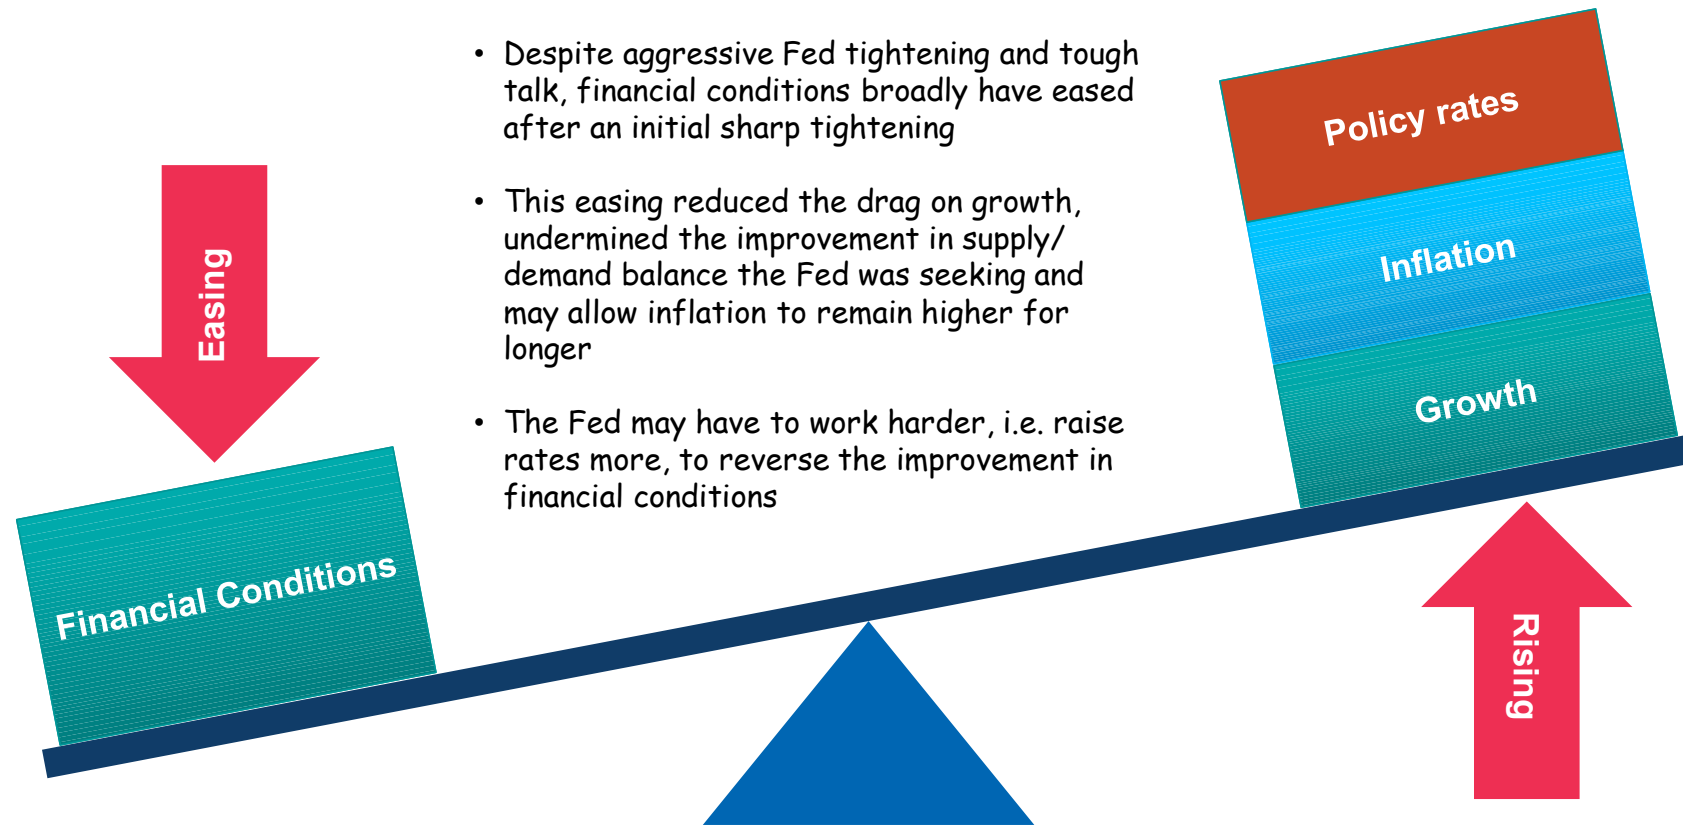 • Despite aggressive Fed tightening and tough
talk, financial conditions broadly have eased
after an initial sharp tightening
• This easing reduced the drag on growth,
undermined the improvement in supply/
demand balance the Fed was seeking and
may allow inflation to remain higher for
longer
• The Fed may have to work harder, i.e. raise
rates more, to reverse the improvement in
financial conditions
Easing
Financial Conditions
Policy rates
Inflation
Growth
Rising